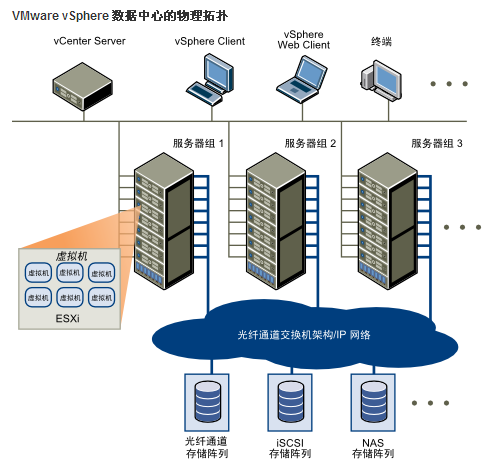 VMware vSphere 数据中心的物理拓扑
vCenter Server
vSphere Client
vSphere
Web Client
终端
服务器组 1
服务器组 2
服务器组 3
虚拟机
虚拟机 虚拟机 虚拟机
虚拟机 虚拟机 虚拟机
ESXi
光纤通道交换机架构/IP 网络
光纤通道
存储阵列
iSCSI
存储阵列
NAS
存储阵列